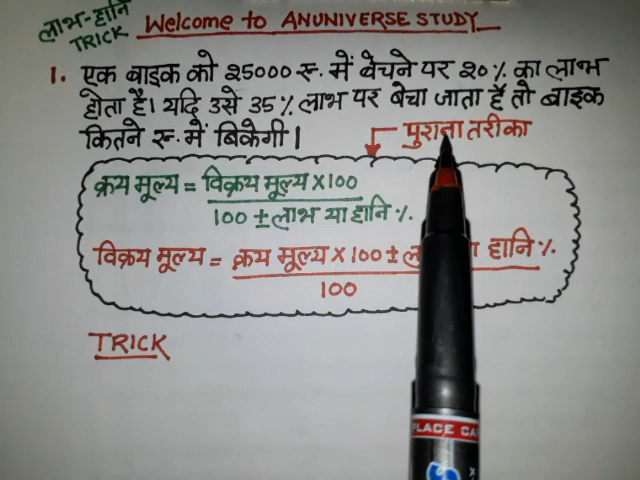 लाभ-हानि
TRICK
Welcome to ANUNIVERSE STUDY
1. एक बाइक को 25000 रु. में बेचने पर 20% का लाभ
होता है। यदि उसे 35% लाभ पर बेचा जाता है तो बाइक
कितने रु. में बिकेगी।
पुराना तरीका
क्रय मूल्य = विक्रय मूल्य X 100
100 ± लाभ या हानि %.
विक्रय मूल्य = क्रय मूल्य X 100 ± हानि %.
100
TRICK
PLACE